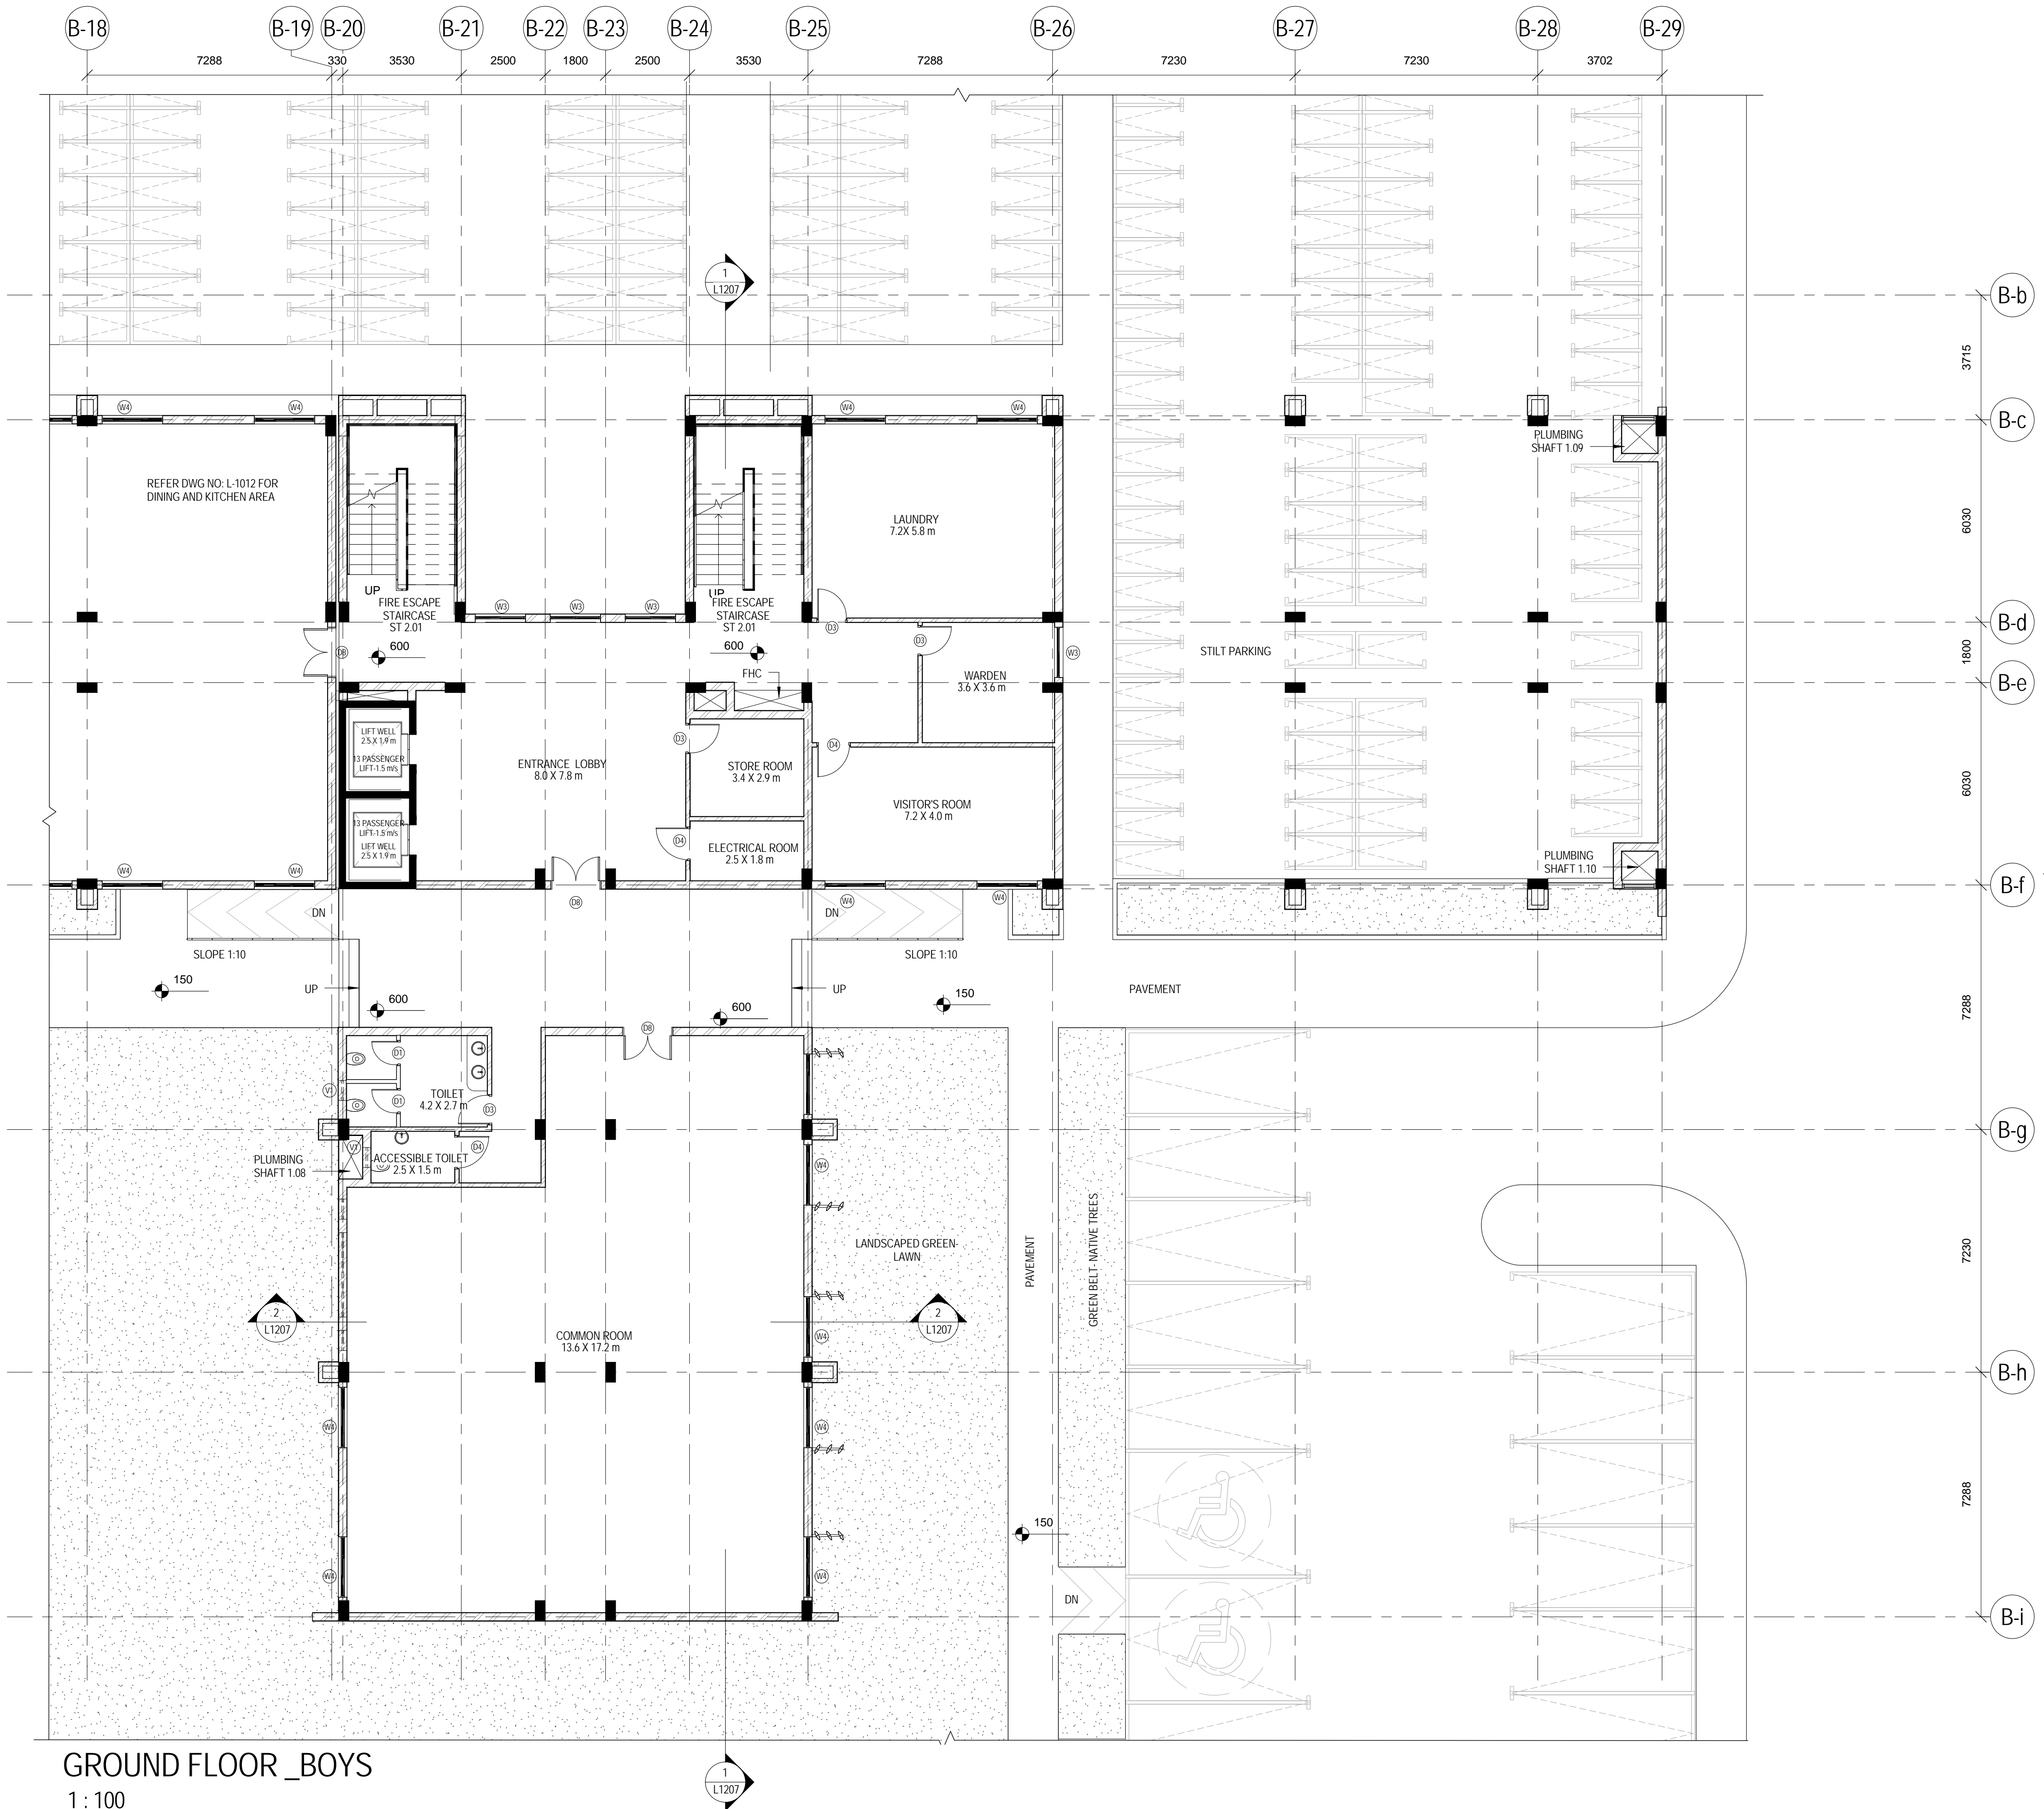 B-18 B-19 B-20 B-21 B-22 B-23 B-24 B-25 B-26 B-27 B-28 B-29
7288 330 3530 2500 1800 2500 3530 7288 7230 7230 3702
1
L1207
B-b
3715
W4 W4 W4 W4
B-c
PLUMBING
SHAFT 1.09
REFER DWG NO: L-1012 FOR
DINING AND KITCHEN AREA
LAUNDRY
7.2X 5.8 m
6030
UP
UP
FIRE ESCAPE
STAIRCASE
ST 2.01
W3 W3 W3
FIRE ESCAPE
STAIRCASE
ST 2.01
D3
D3
B-d
D8
600
600
W3
STILT PARKING
1800
FHC
WARDEN
3.6 X 3.6 m
B-e
LIFT WELL
2.5 X 1.9 m
13 PASSENGER
LIFT-1.5 m/s
D3
D4
ENTRANCE LOBBY
8.0 X 7.8 m
STORE ROOM
3.4 X 2.9 m
6030
VISITOR'S ROOM
7.2 X 4.0 m
13 PASSENGER
LIFT-1.5 m/s
LIFT WELL
2.5 X 1.9 m
D4
ELECTRICAL ROOM
2.5 X 1.8 m
PLUMBING
SHAFT 1.10
W4 W4
B-f
D8
W4 W4
DN
DN
SLOPE 1:10
SLOPE 1:10
150
UP
UP
150
PAVEMENT
600
600
7288
D8
D1
V1
TOILET
4.2 X 2.7 m
D1
D3
B-g
V1
D4
PLUMBING
SHAFT 1.08
ACCESSIBLE TOILET
2.5 X 1.5 m
W4
LANDSCAPED GREEN-
LAWN
PAVEMENT
GREEN BELT- NATIVE TREES
7230
2
L1207
2
L1207
COMMON ROOM
13.6 X 17.2 m
W4
B-h
W4
W4
7288
150
W4
W4
DN
B-i
GROUND FLOOR _BOYS
1 : 100
1
L1207